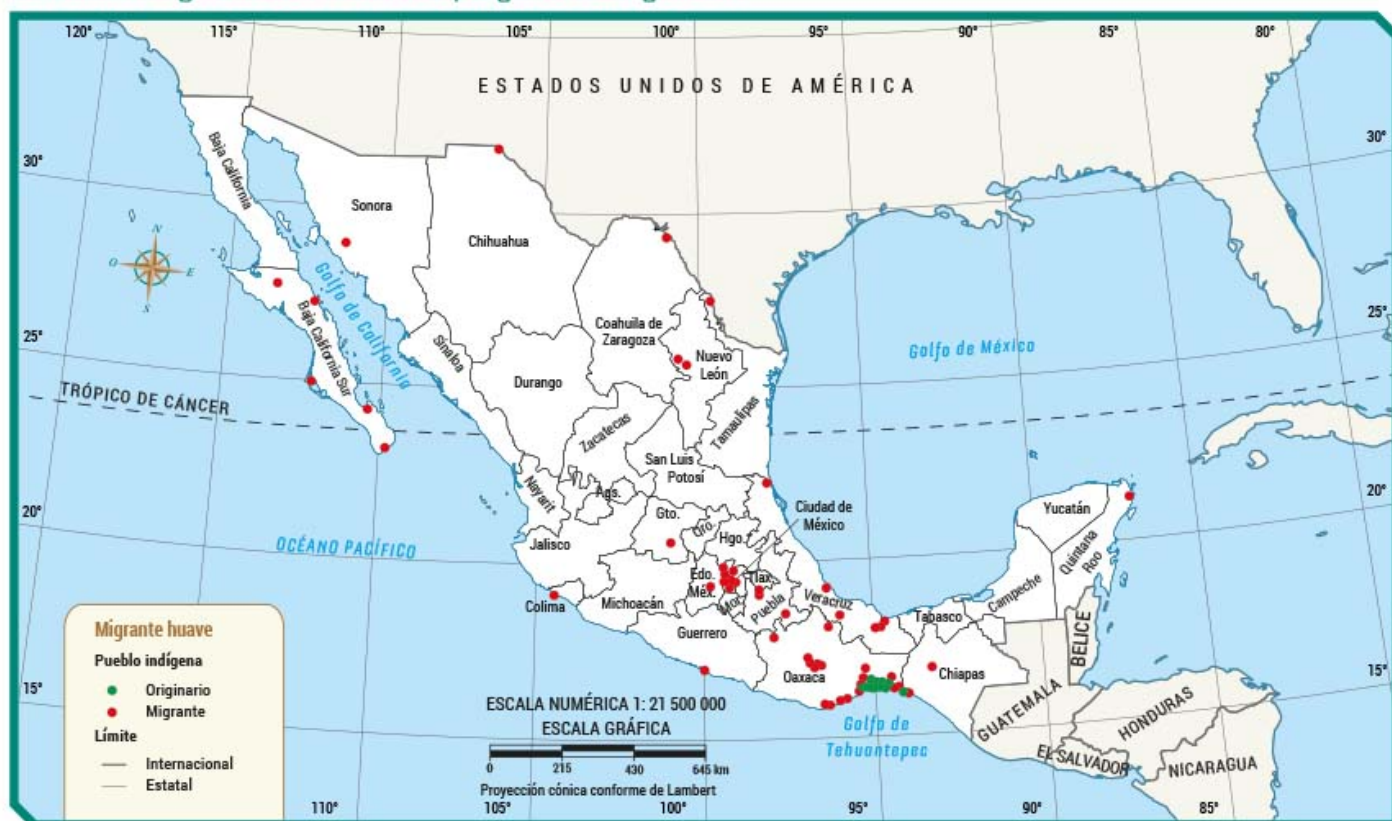 120°
115°
110°
105°
100°
95°
90°
85°
80°
ESTADOS UNIDOS DE AMÉRICA
30°
30°
Baja California
Sonora
Chihuahua
N
O
E
S
Golfo de California
Baja California Sur
Sinaloa
Coahuila de
Zaragoza
Nuevo
León
Golfo de México
25°
25°
Durango
TRÓPICO DE CÁNCER
Zacatecas
Tamaulipas
San Luis
Potosí
Nayarit
Ags.
20°
20°
Gto.
Qro.
Hgo.
Ciudad de
México
Yucatán
Quintana
Roo
Jalisco
OCÉANO PACÍFICO
Edo.
Méx.
Tlax.
Mor.
Puebla
Veracruz
Campeche
Colima
Michoacán
Tabasco
Guerrero
BELICE
Oaxaca
Chiapas
15°
15°
GUATEMALA
HONDURAS
EL SALVADOR
NICARAGUA
Golfo de
Tehuantepec
Migrante huave
Pueblo indígena
Originario
Migrante
Límite
Internacional
Estatal
ESCALA NUMÉRICA 1: 21 500 000
ESCALA GRÁFICA
0 215 430 645 km
Proyección cónica conforme de Lambert
110°
105°
100°
95°
90°
85°